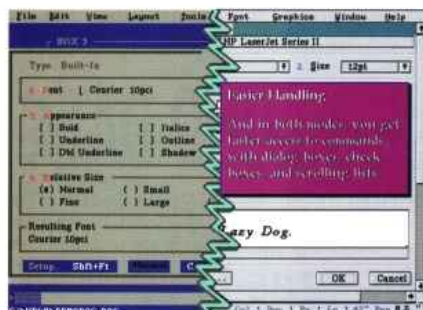 File Edit View Layout Tools Font Graphics Window Help
BOX 3 HP LaserJet Series II
Type Built-In Size 12pt
Font Courier 10pci
Appearance
[ ] Bold [ ] Italics
[ ] Underline [ ] Outline
[ ] Dbl Underline [ ] Shadow
Relative Size
(•) Normal ( ) Small
( ) Fine ( ) Large
Resulting Font
Courier 10pci
Setup Shft+F1
Easier Handling.
And in both modes, you get
faster access to commands,
with dialog boxes, check
boxes, and scrolling lists.
Lazy Dog.
OK Cancel